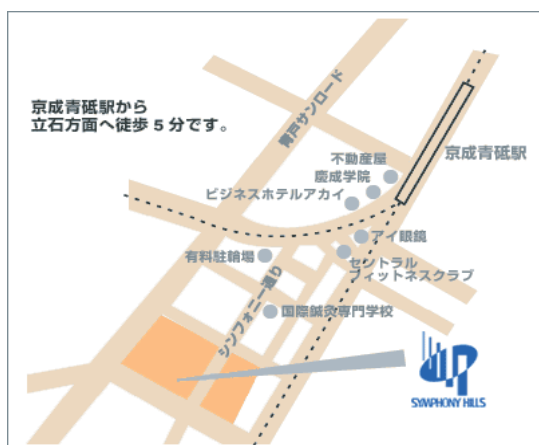 京成青砥駅から
立石方面へ徒歩5分です。
青戸サンロード
京成青砥駅
不動産屋
慶成学院
ビジネスホテルアカイ
アイ眼鏡
有料駐輪場
セントラル
フィットネスクラブ
シンフォニー通り
国際鍼灸専門学校
SYMPHONY HILLS